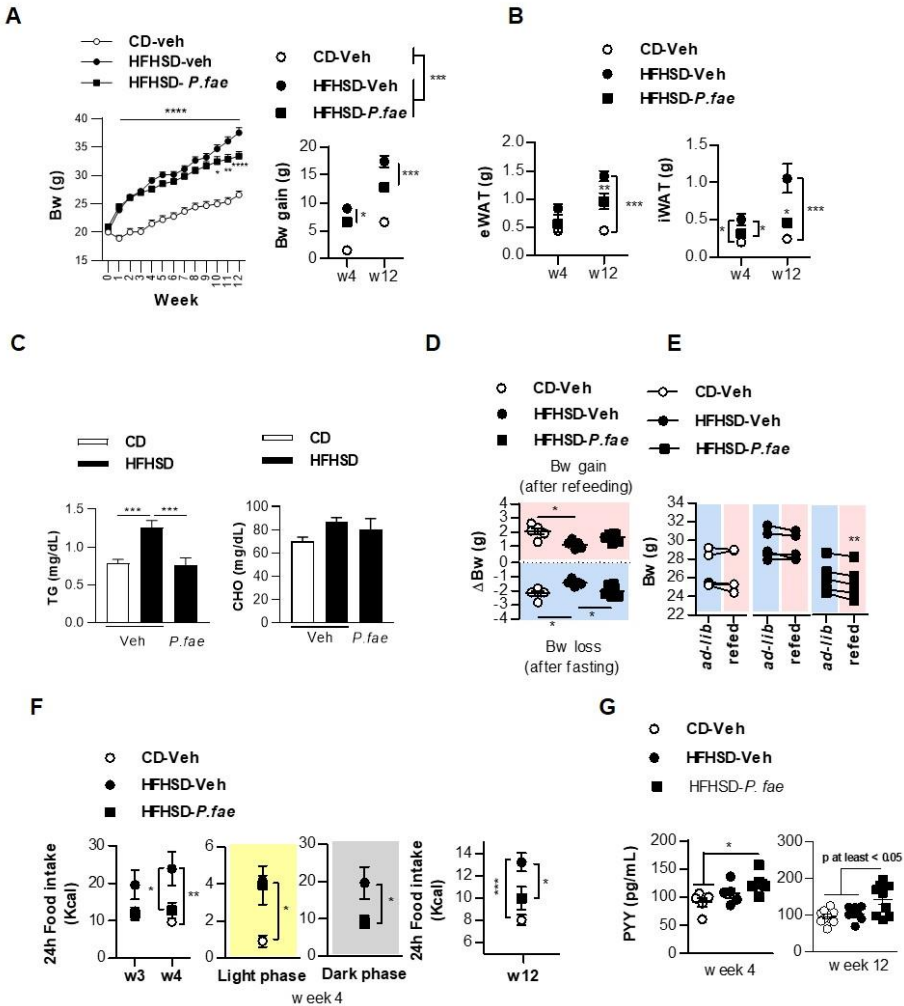 A
CD-veh
HFHSD-veh
HFHSD- P.fae
****
Bw (g)
40
35
30
25
20
15
* ** ****
0 1 2 3 4 5 6 7 8 9 10 11 12
Week
CD-Veh
HFHSD-Veh
HFHSD-P.fae
***
Bw gain (g)
20
15
10
5
0
*
***
w4 w12
B
CD-Veh
HFHSD-Veh
HFHSD-P.fae
eWAT (g)
2.0
1.5
1.0
0.5
0.0
**
***
w4 w12
iWAT (g)
1.5
1.0
0.5
0.0
* * * ***
w4 w12
C
CD
HFHSD
TG (mg/dL)
1.5
1.0
0.5
0.0
*** ***
Veh P.fae
CD
HFHSD
CHO (mg/dL)
100
80
60
40
20
0
Veh P.fae
D
CD-Veh
HFHSD-Veh
HFHSD-P.fae
Bw gain
(after refeeding)
Δ Bw (g)
4
3
2
1
0
-1
-2
-3
-4
*
* *
Bw loss
(after fasting)
E
CD-Veh
HFHSD-Veh
HFHSD-P.fae
Bw (g)
34
32
30
28
26
24
22
**
ad-lib refed ad-lib refed ad-lib refed
F
CD-Veh
HFHSD-Veh
HFHSD-P.fae
24h Food intake
(Kcal)
30
20
10
0
* **
w3 w4
6
4
2
0
*
Light phase
30
20
10
0
*
Dark phase
week 4
24h Food intake
(Kcal)
14
12
10
8
6
*** *
w12
G
CD-Veh
HFHSD-Veh
HFHSD-P. fae
PYY (pg/mL)
200
150
100
50
0
*
week 4
300
200
100
0
p at least < 0.05
week 12